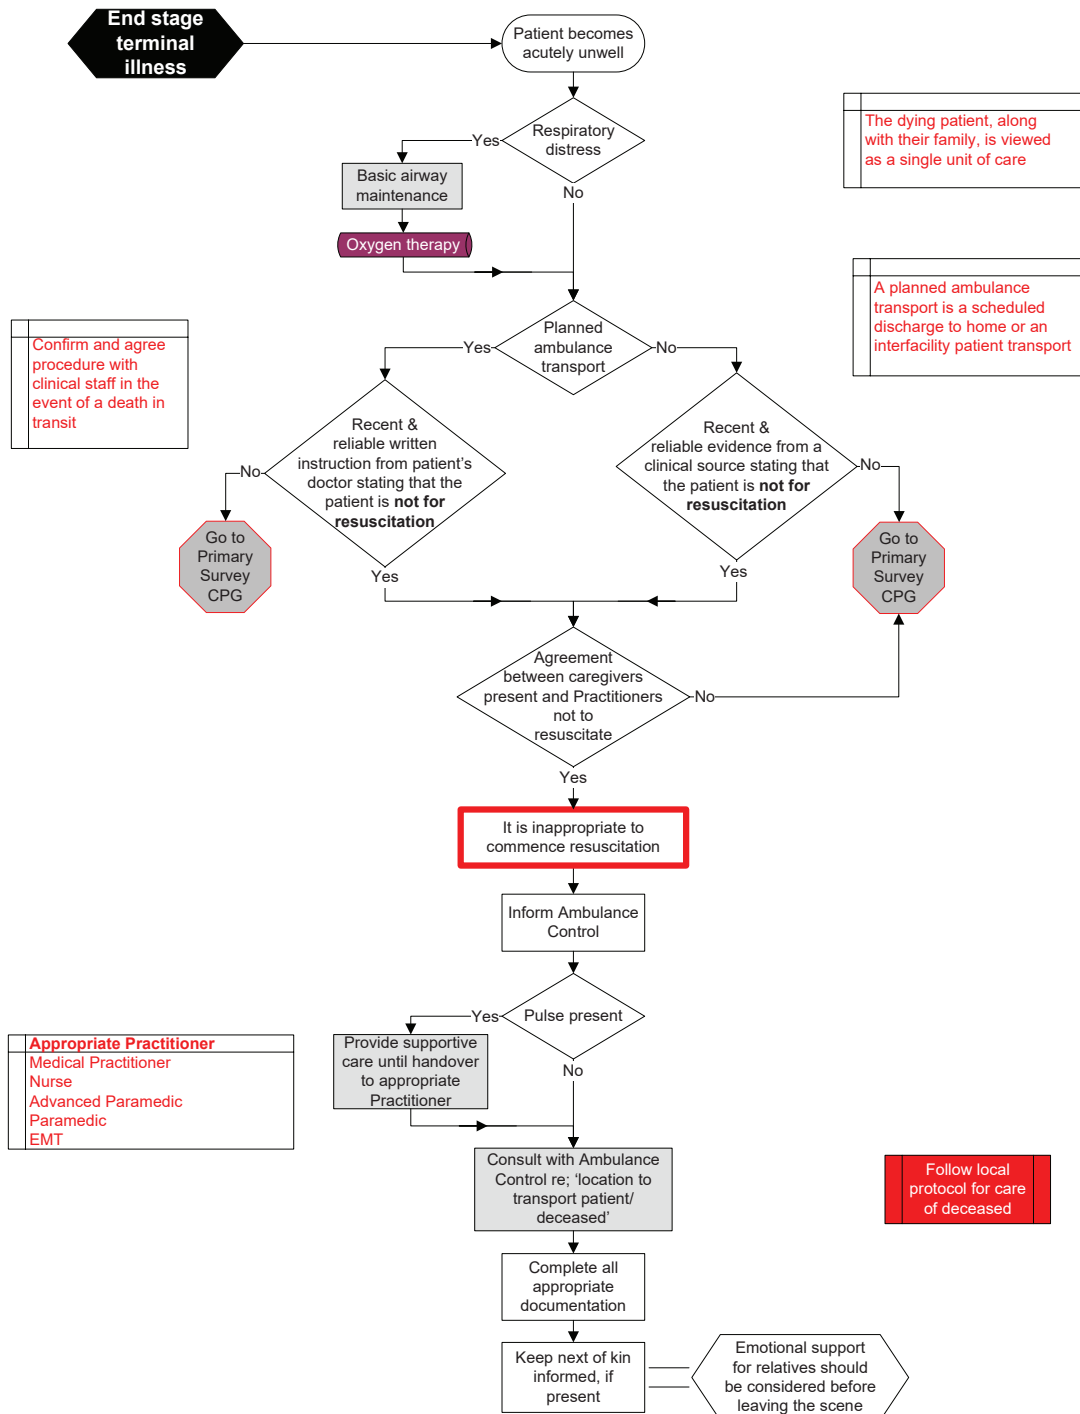 End stage
terminal
illness
Patient becomes
acutely unwell
Respiratory
distress
Yes
No
Basic airway
maintenance
Oxygen therapy
The dying patient, along
with their family, is viewed
as a single unit of care
A planned ambulance
transport is a scheduled
discharge to home or an
interfacility patient transport
Planned
ambulance
transport
Yes
No
Confirm and agree
procedure with
clinical staff in the
event of a death in
transit
Recent &
reliable written
instruction from patient's
doctor stating that the
patient is not for
resuscitation
No
Yes
Recent &
reliable evidence from a
clinical source stating that
the patient is not for
resuscitation
No
Yes
Go to
Primary
Survey
CPG
Go to
Primary
Survey
CPG
Agreement
between caregivers
present and Practitioners
not to
resuscitate
No
Yes
It is inappropriate to
commence resuscitation
Inform Ambulance
Control
Pulse present
Yes
No
Provide supportive
care until handover
to appropriate
Practitioner
Appropriate Practitioner
Medical Practitioner
Nurse
Advanced Paramedic
Paramedic
EMT
Consult with Ambulance
Control re; ‘location to
transport patient/
deceased’
Follow local
protocol for care
of deceased
Complete all
appropriate
documentation
Keep next of kin
informed, if
present
Emotional support
for relatives should
be considered before
leaving the scene